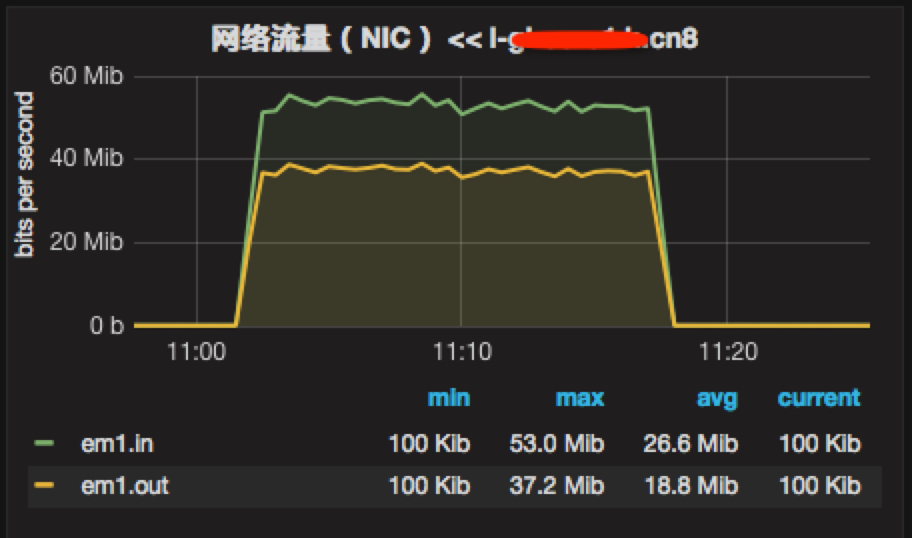 网络流量 ( NIC ) << l-g cn8
60 Mib
40 Mib
20 Mib
0 b
bits per second
11:00 11:10 11:20
min max avg current
em1.in 100 Kib 53.0 Mib 26.6 Mib 100 Kib
em1.out 100 Kib 37.2 Mib 18.8 Mib 100 Kib